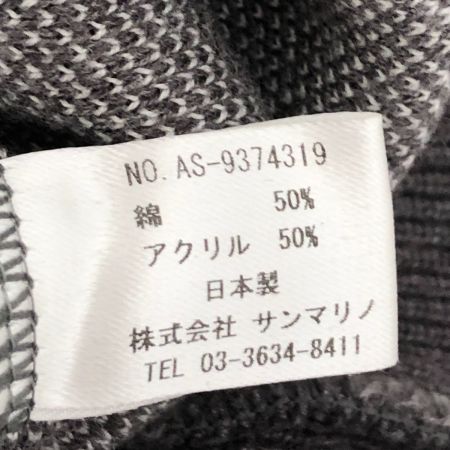 NO. AS-9374319
綿 50%
アクリル 50%
日本製
株式会社 サンマリノ
TEL 03-3634-8411